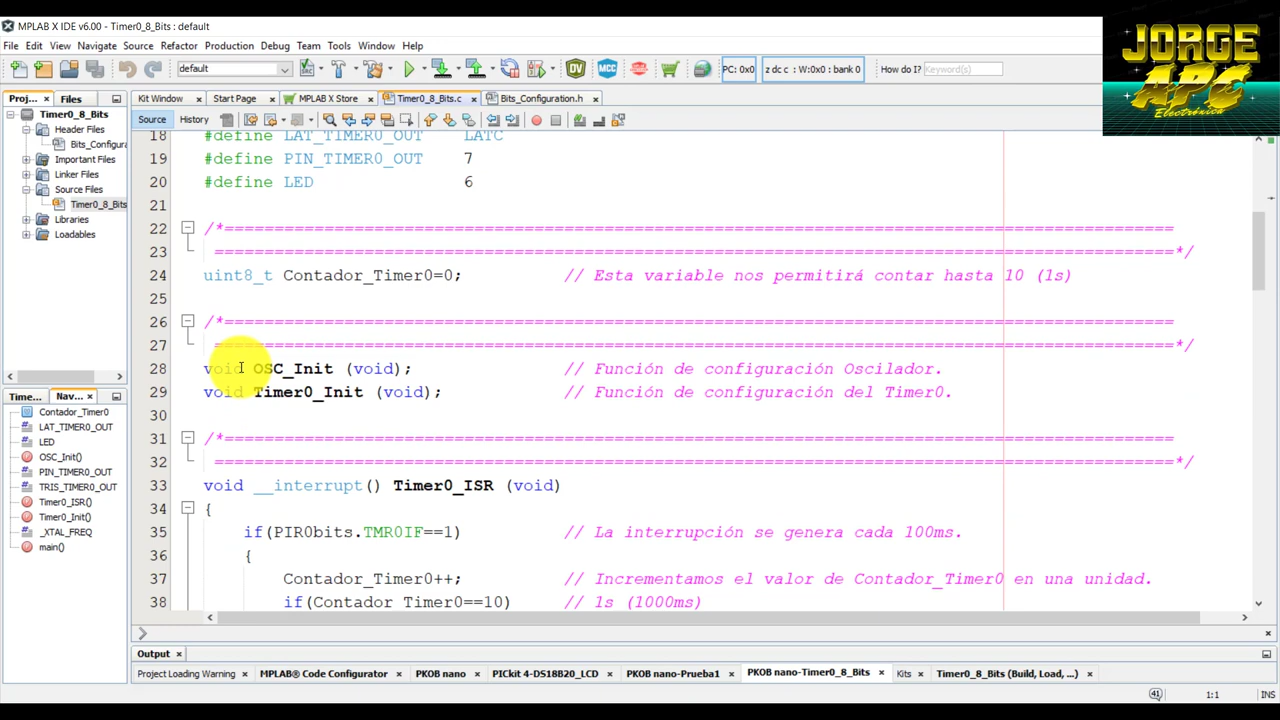 MPLAB X IDE v6.00 - Timer0_8_Bits : default
File Edit View Navigate Source Refactor Production Debug Team Tools Window Help
default PC: 0x0 z dc c : W:0x0 : bank 0 How do I? Keyword(s)
JORGE
APC
Electrónica
Proj... Files Kit Window Start Page MPLAB X Store Timer0_8_Bits.c Bits_Configuration.h
Source History
Timer0_8_Bits
Header Files
Bits_Configura
Important Files
Linker Files
Source Files
Timer0_8_Bits
Libraries
Loadables
18 #define LAT_TIMER0_OUT LATC
19 #define PIN_TIMER0_OUT 7
20 #define LED 6
21
22 /*================================================================================================
23 ==================================================================================================*/
24 uint8_t Contador_Timer0=0; // Esta variable nos permitirá contar hasta 10 (1s)
25
26 /*================================================================================================
27 ==================================================================================================*/
28 void OSC_Init (void); // Función de configuración Oscilador.
29 void Timer0_Init (void); // Función de configuración del Timer0.
30
31 /*================================================================================================
32 ==================================================================================================*/
33 void __interrupt() Timer0_ISR (void)
34 {
35 if(PIR0bits.TMR0IF==1) // La interrupción se genera cada 100ms.
36 {
37 Contador_Timer0++; // Incrementamos el valor de Contador_Timer0 en una unidad.
38 if(Contador_Timer0==10) // 1s (1000ms)
Time... Nav...
Contador_Timer0
LAT_TIMER0_OUT
LED
OSC_Init()
PIN_TIMER0_OUT
TRIS_TIMER0_OUT
Timer0_ISR()
Timer0_Init()
_XTAL_FREQ
main()
Output
Project Loading Warning MPLAB® Code Configurator PKOB nano PICkit 4-DS18B20_LCD PKOB nano-Prueba1 PKOB nano-Timer0_8_Bits Kits Timer0_8_Bits (Build, Load, ...)
41 1:1 INS